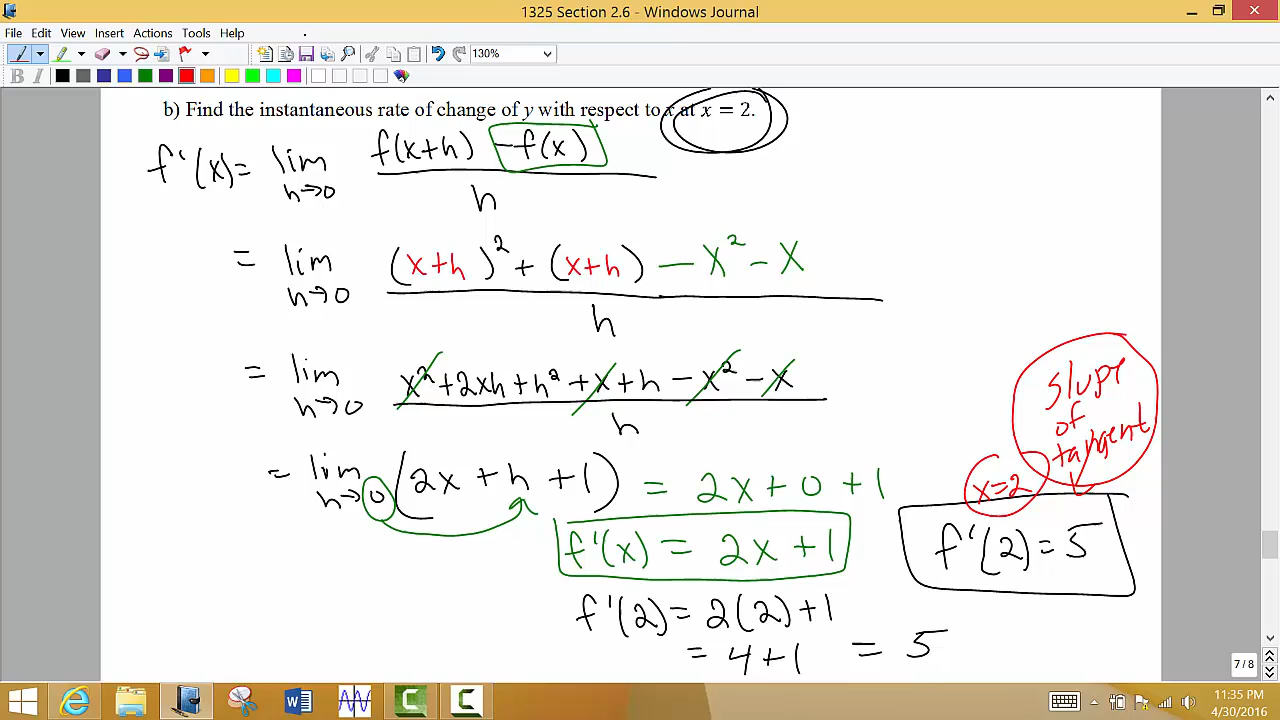 1325 Section 2.6 - Windows Journal
File Edit View Insert Actions Tools Help
130%
B I
b) Find the instantaneous rate of change of y with respect to x at x = 2.
f'(x) = lim h→0 f(x+h) - f(x) / h
= lim h→0 (x+h)² + (x+h) - x² - x / h
= lim h→0 x² + 2xh + h² + x + h - x² - x / h
slope
of
tangent
x=2
= lim h→0 (2x + h + 1) = 2x + 0 + 1
f'(x) = 2x + 1
f'(2) = 5
f'(2) = 2(2) + 1
= 4+1 = 5
7 / 8
11:35 PM
4/30/2016